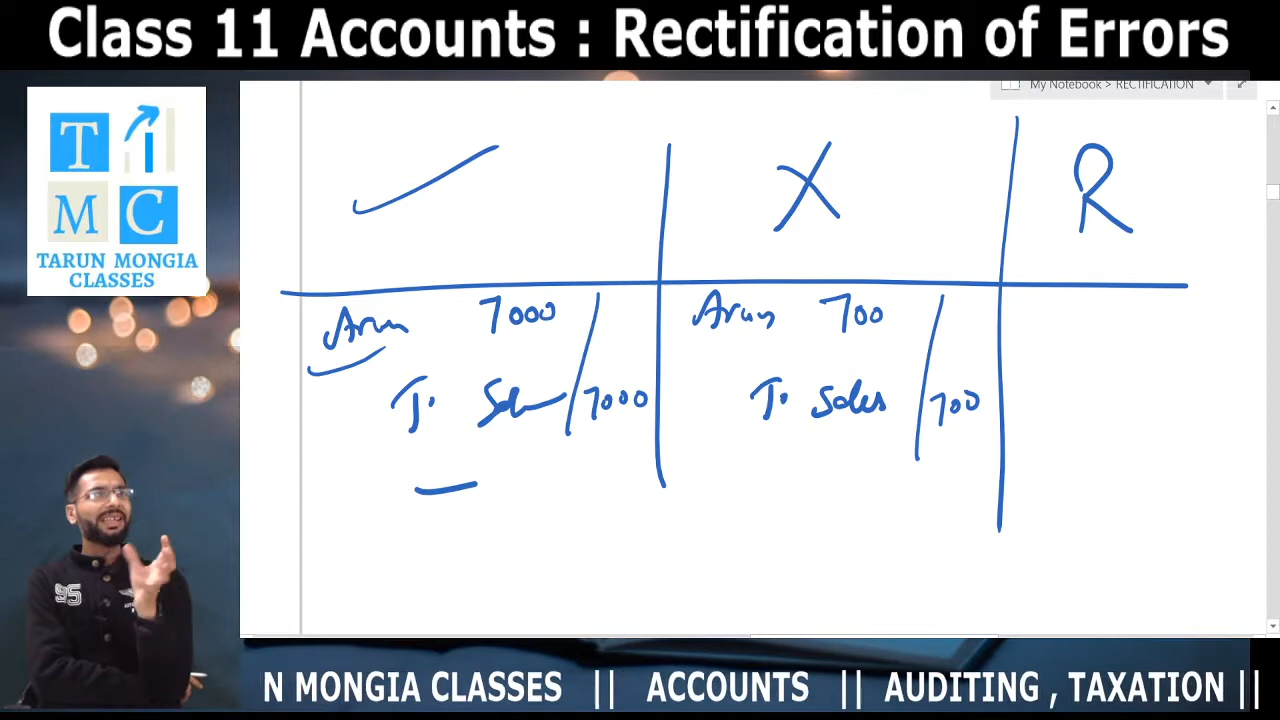 Class 11 Accounts : Rectification of Errors
My Notebook > RECTIFICATION
T
M C
TARUN MONGIA
CLASSES
R
Arun 7000
To 7000
Arun 700
To Sales 700
95
N MONGIA CLASSES || ACCOUNTS || AUDITING , TAXATION ||